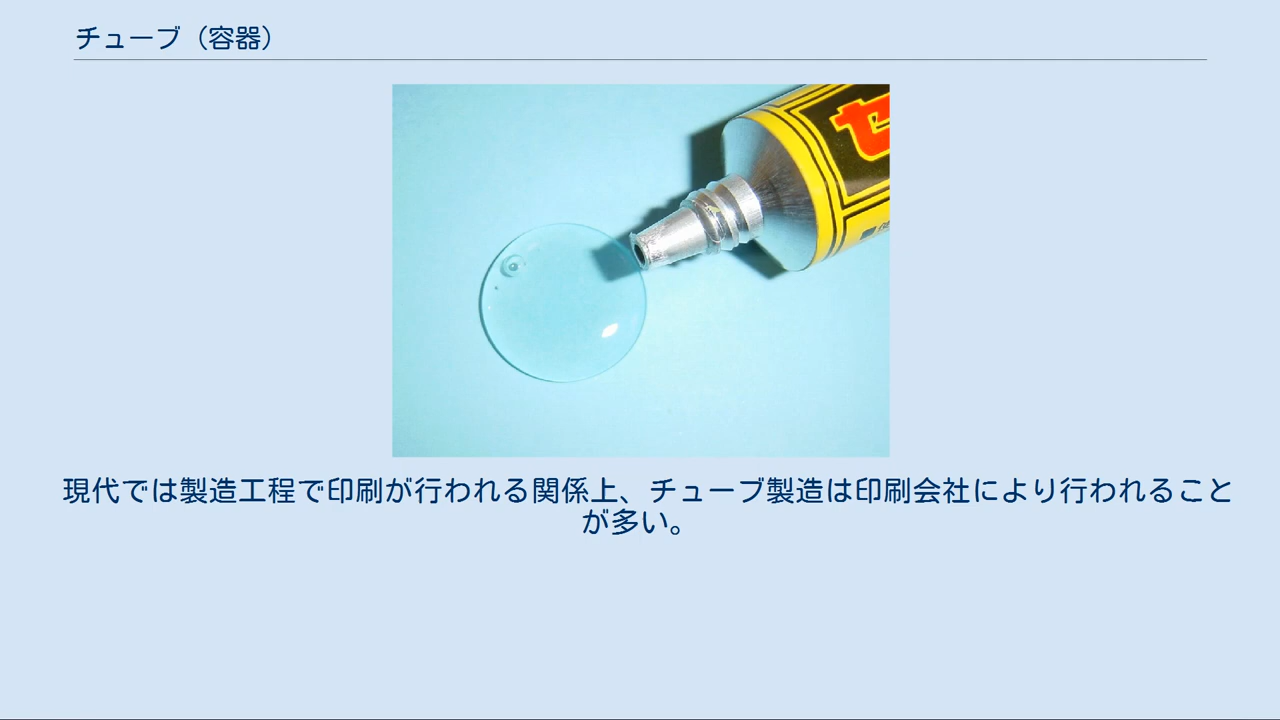 チューブ（容器）
セ
現代では製造工程で印刷が行われる関係上、チューブ製造は印刷会社により行われること
が多い。